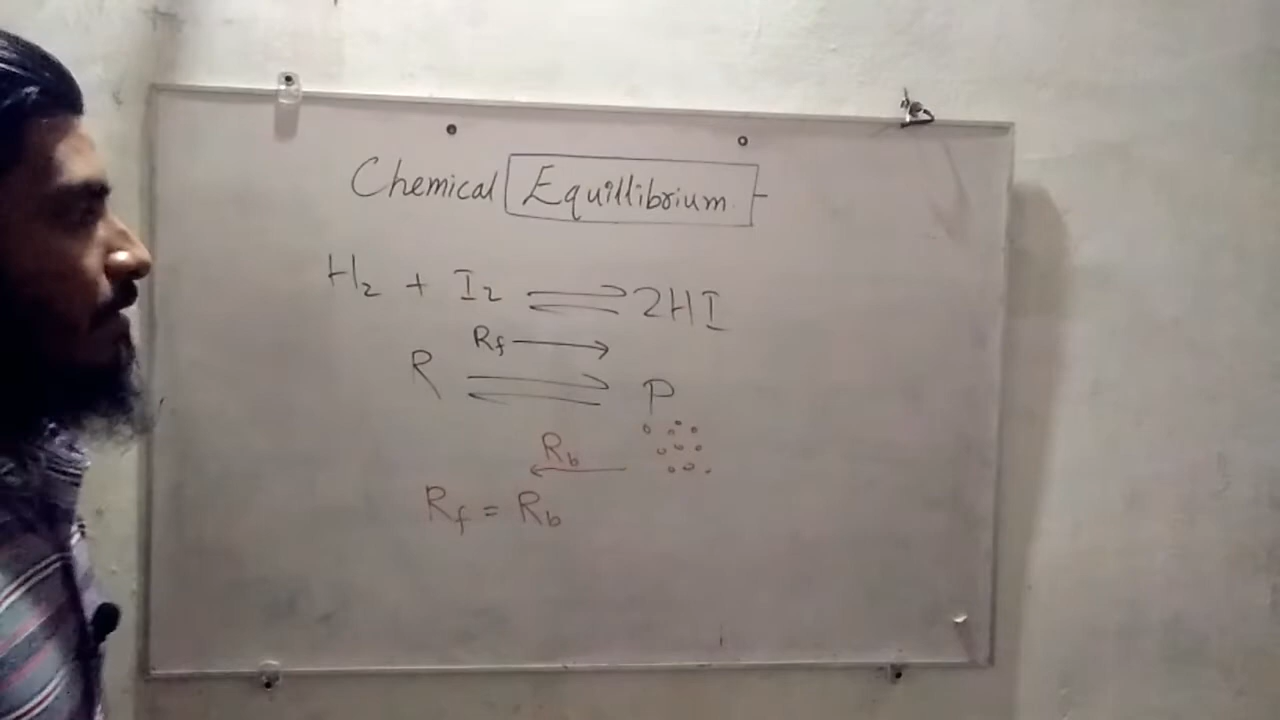 Chemical Equillibrium
H₂ + I₂ ⇌ 2HI
Rf →
R ⇌ P
Rb ←
Rf = Rb